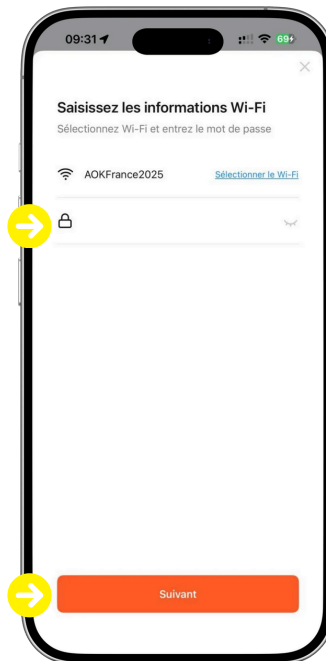 09:31
69
Saisissez les informations Wi-Fi
Sélectionnez Wi-Fi et entrez le mot de passe
AOKFrance2025 Sélectionner le Wi-Fi
Suivant